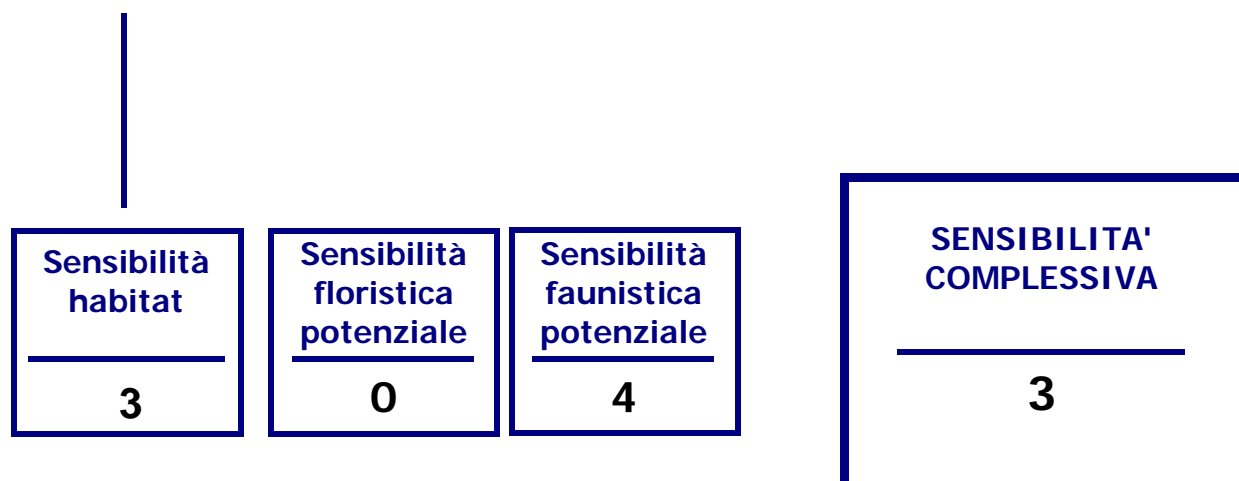 Sensibilità
habitat
3
Sensibilità
floristica
potenziale
0
Sensibilità
faunistica
potenziale
4
SENSIBILITA'
COMPLESSIVA
3